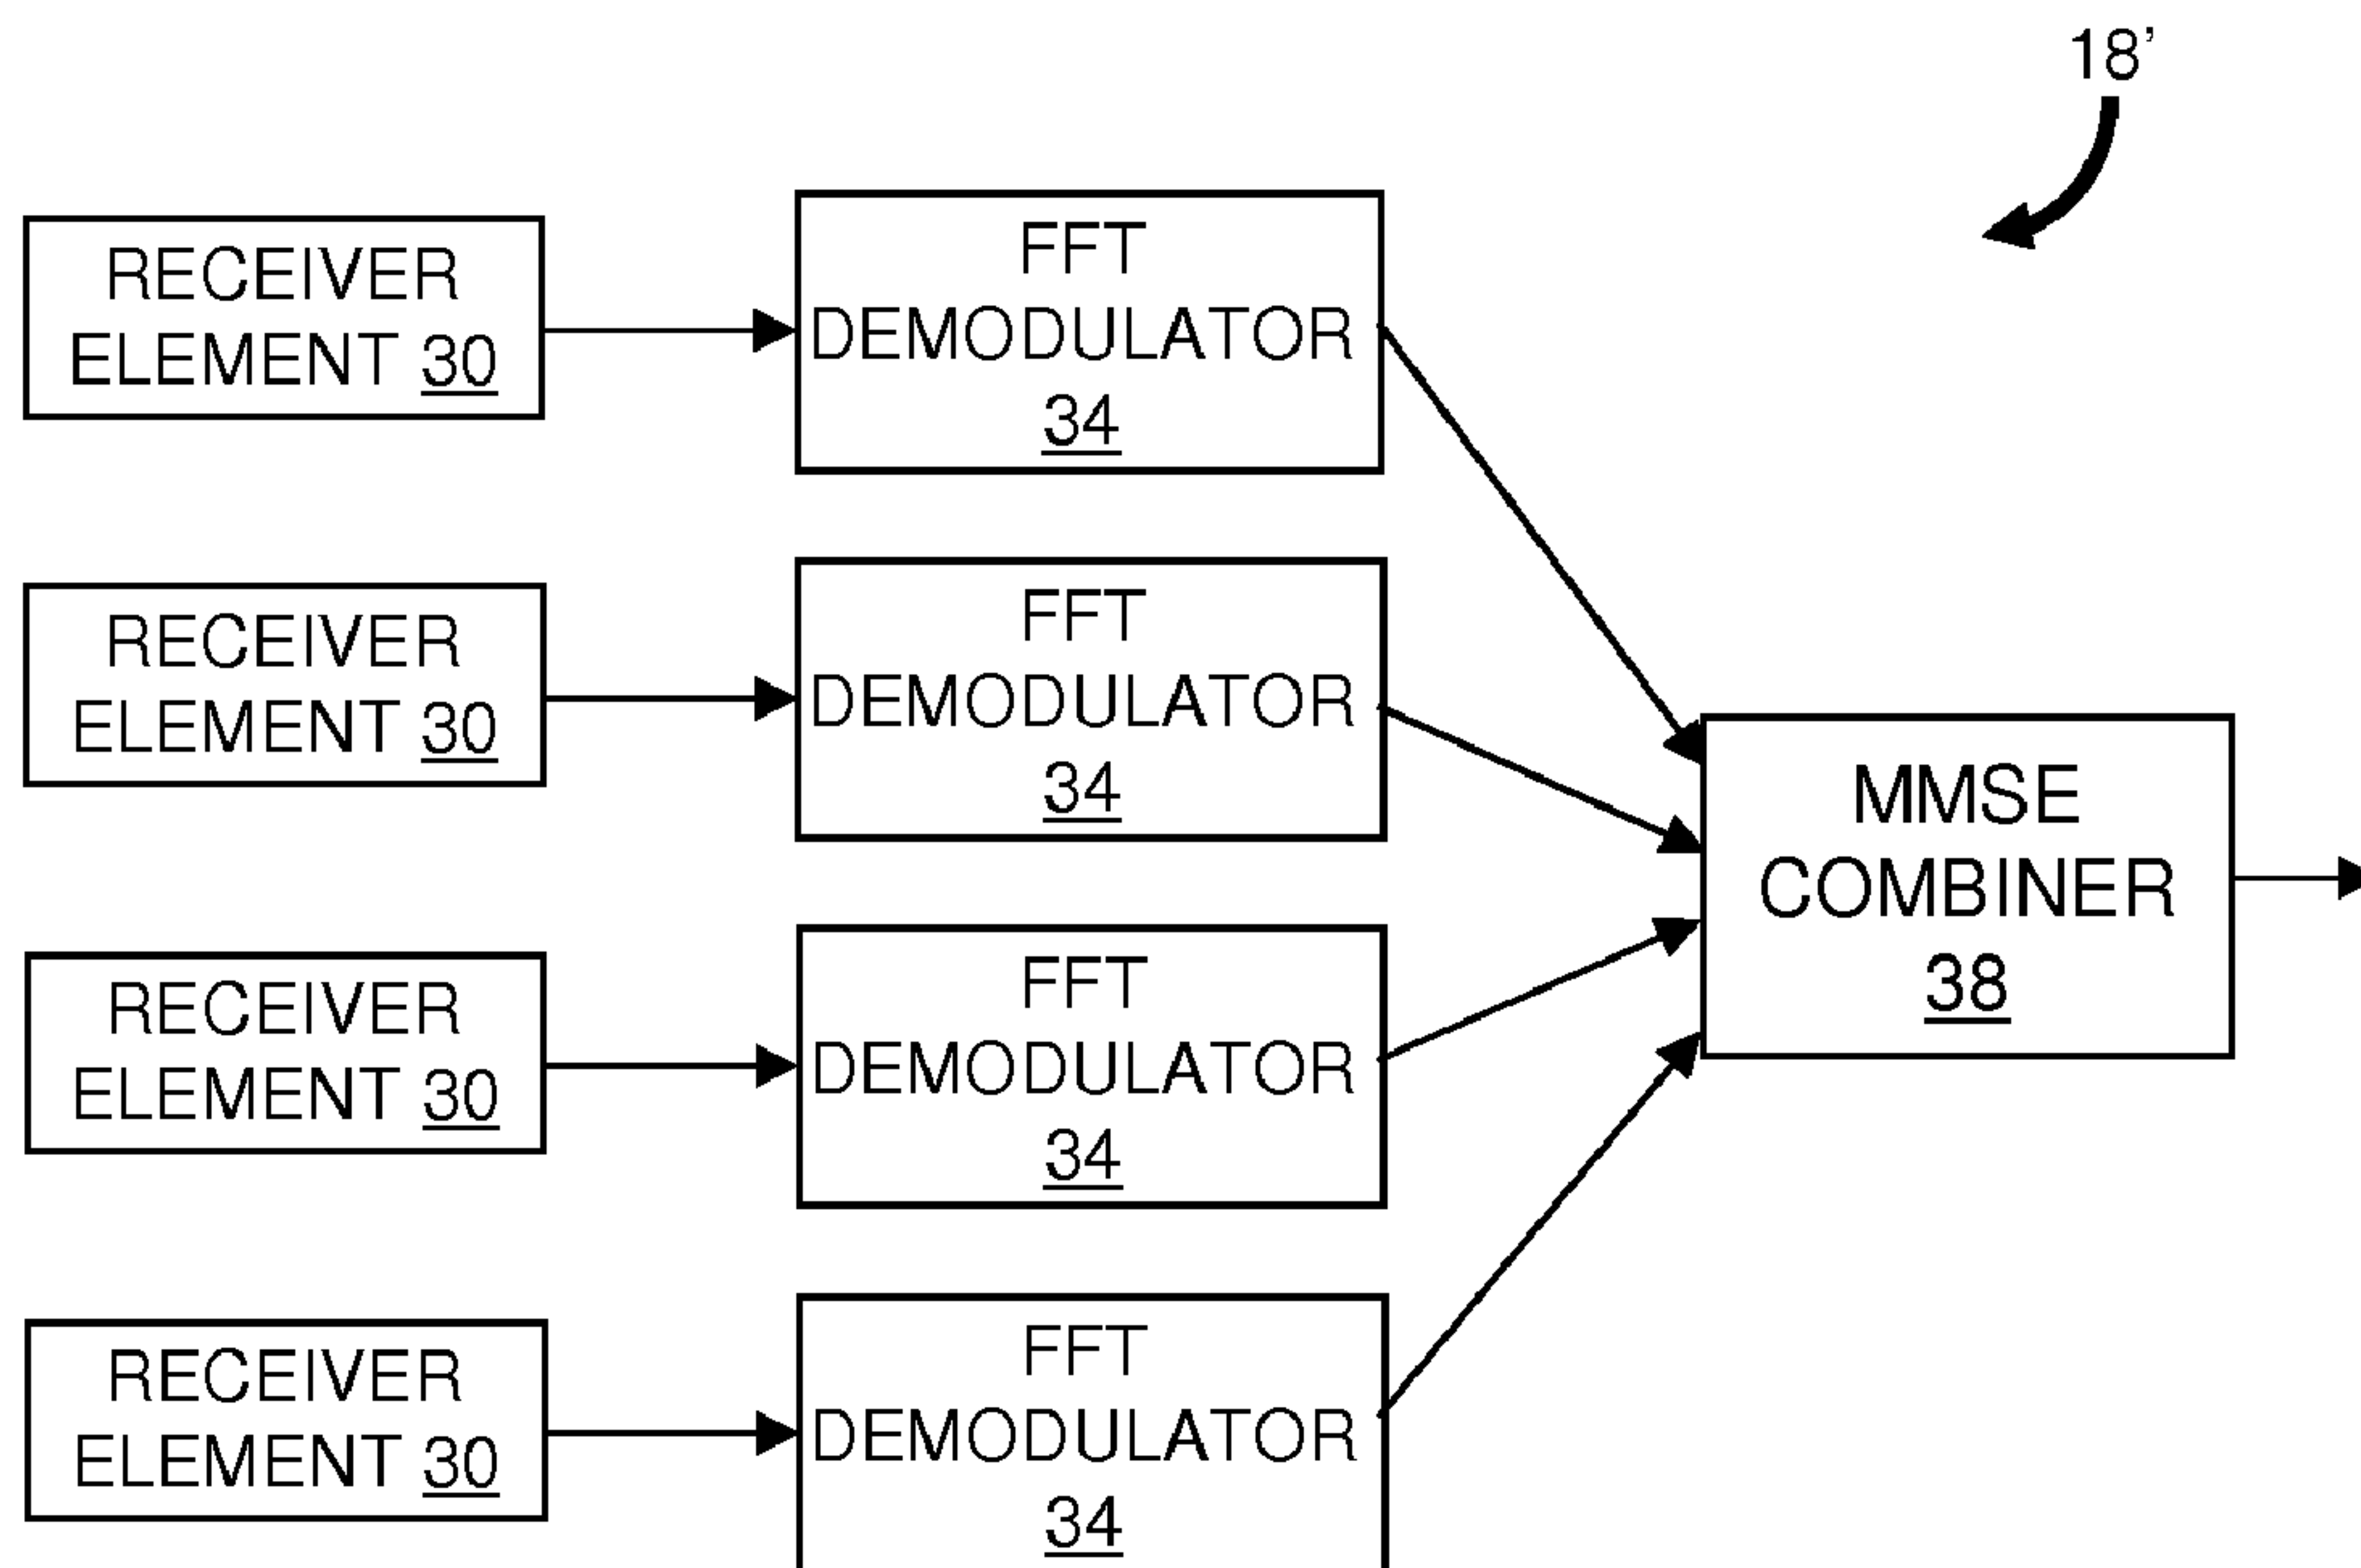 18'
RECEIVER
ELEMENT 30
FFT
DEMODULATOR
34
RECEIVER
ELEMENT 30
FFT
DEMODULATOR
34
RECEIVER
ELEMENT 30
FFT
DEMODULATOR
34
RECEIVER
ELEMENT 30
FFT
DEMODULATOR
34
MMSE
COMBINER
38